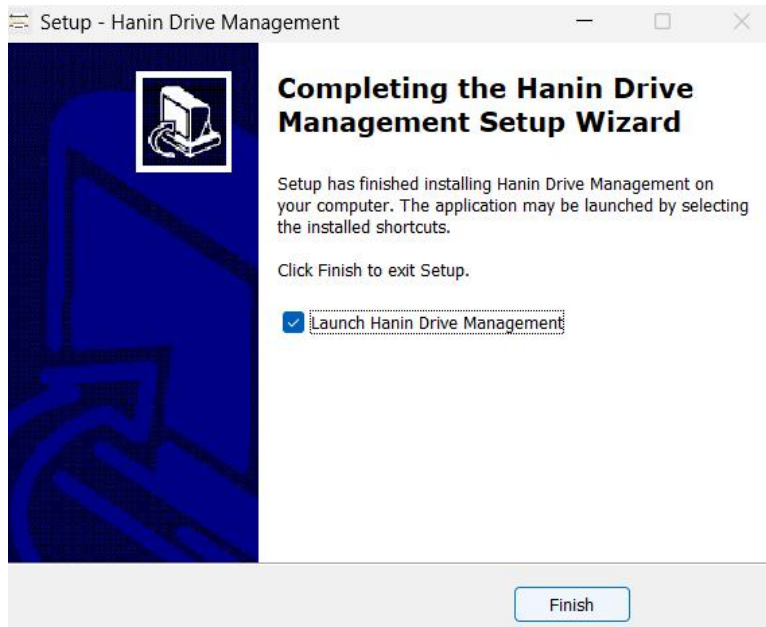 Setup - Hanin Drive Management
Completing the Hanin Drive
Management Setup Wizard
Setup has finished installing Hanin Drive Management on
your computer. The application may be launched by selecting
the installed shortcuts.
Click Finish to exit Setup.
Launch Hanin Drive Management
Finish